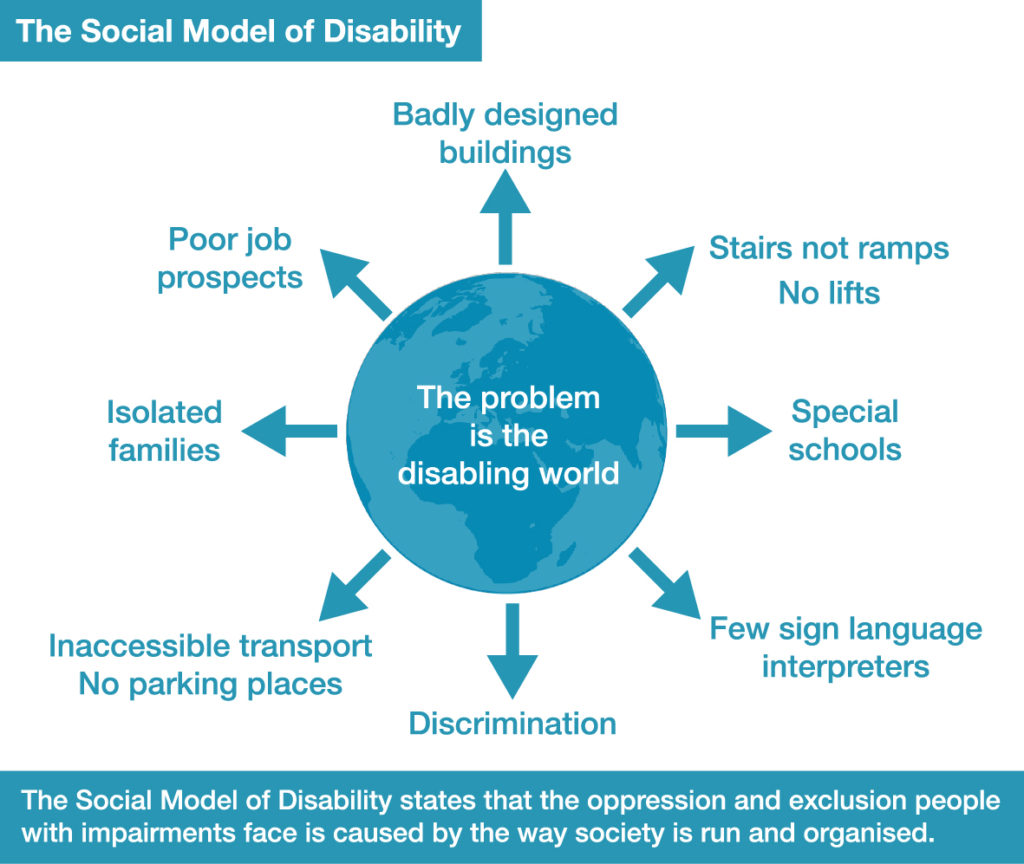 The Social Model of Disability
Badly designed
buildings
Poor job
prospects
Stairs not ramps
No lifts
The problem
is the
disabling world
Isolated
families
Special
schools
Inaccessible transport
No parking places
Few sign language
interpreters
Discrimination
The Social Model of Disability states that the oppression and exclusion people
with impairments face is caused by the way society is run and organised.